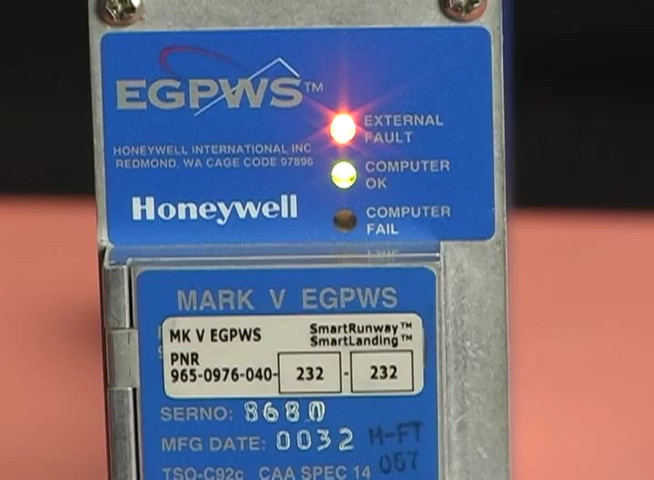 EGPWS™
HONEYWELL INTERNATIONAL INC
REDMOND, WA CAGE CODE 97896
Honeywell
EXTERNAL
FAULT
COMPUTER
OK
COMPUTER
FAIL
MARK V EGPWS
MK V EGPWS
SmartRunway™
SmartLanding™
PNR
965-0976-040- 232 - 232
SERNO: 8680
MFG DATE: 0032
H-FT
057
TSO-C92c CAA SPEC 14